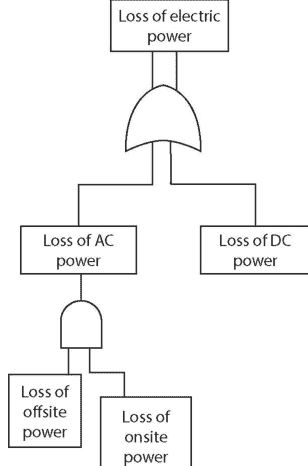 Loss of electric
power
Loss of AC
power
Loss of DC
power
Loss of
offsite
power
Loss of
onsite
power